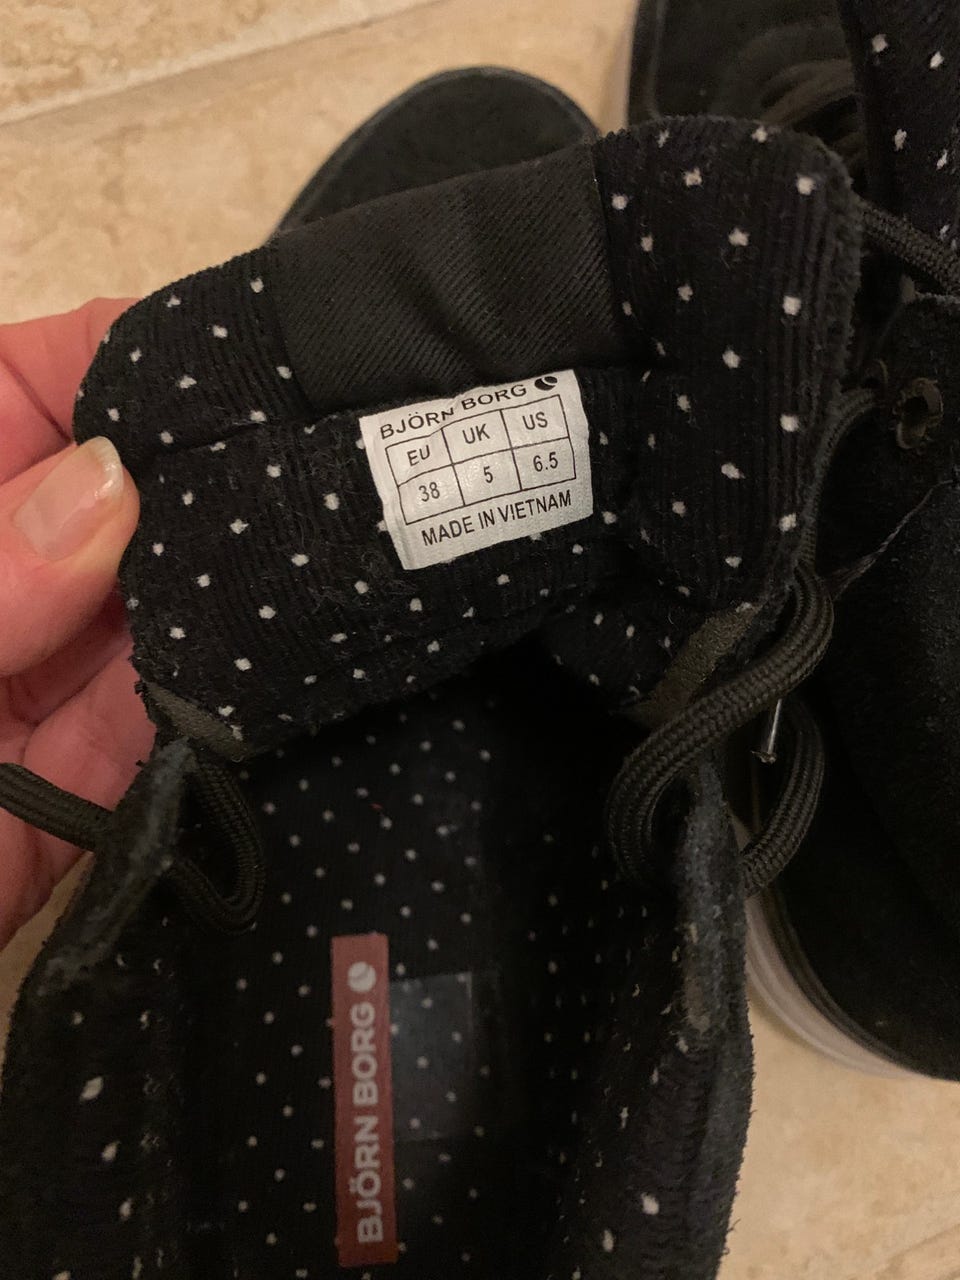 BJÖRN BORG
EU UK US
38 5 6.5
MADE IN VIETNAM
BJÖRN BORG